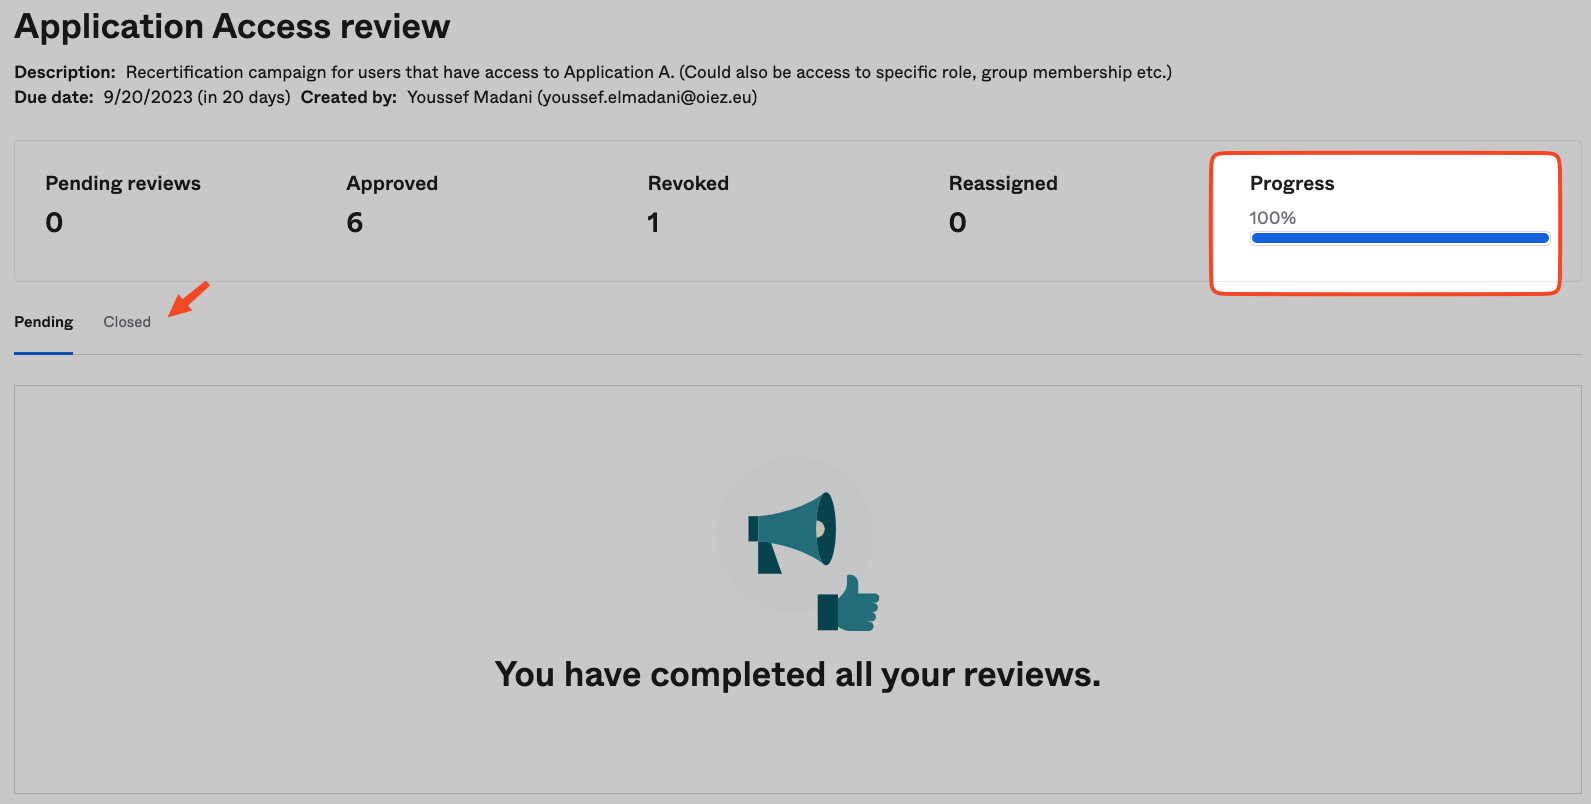 Application Access review
Description: Recertification campaign for users that have access to Application A. (Could also be access to specific role, group membership etc.)
Due date: 9/20/2023 (in 20 days) Created by: Youssef Madani (youssef.elmadani@oiez.eu)
Pending reviews
0
Approved
6
Revoked
1
Reassigned
0
Progress
100%
Pending
Closed
You have completed all your reviews.